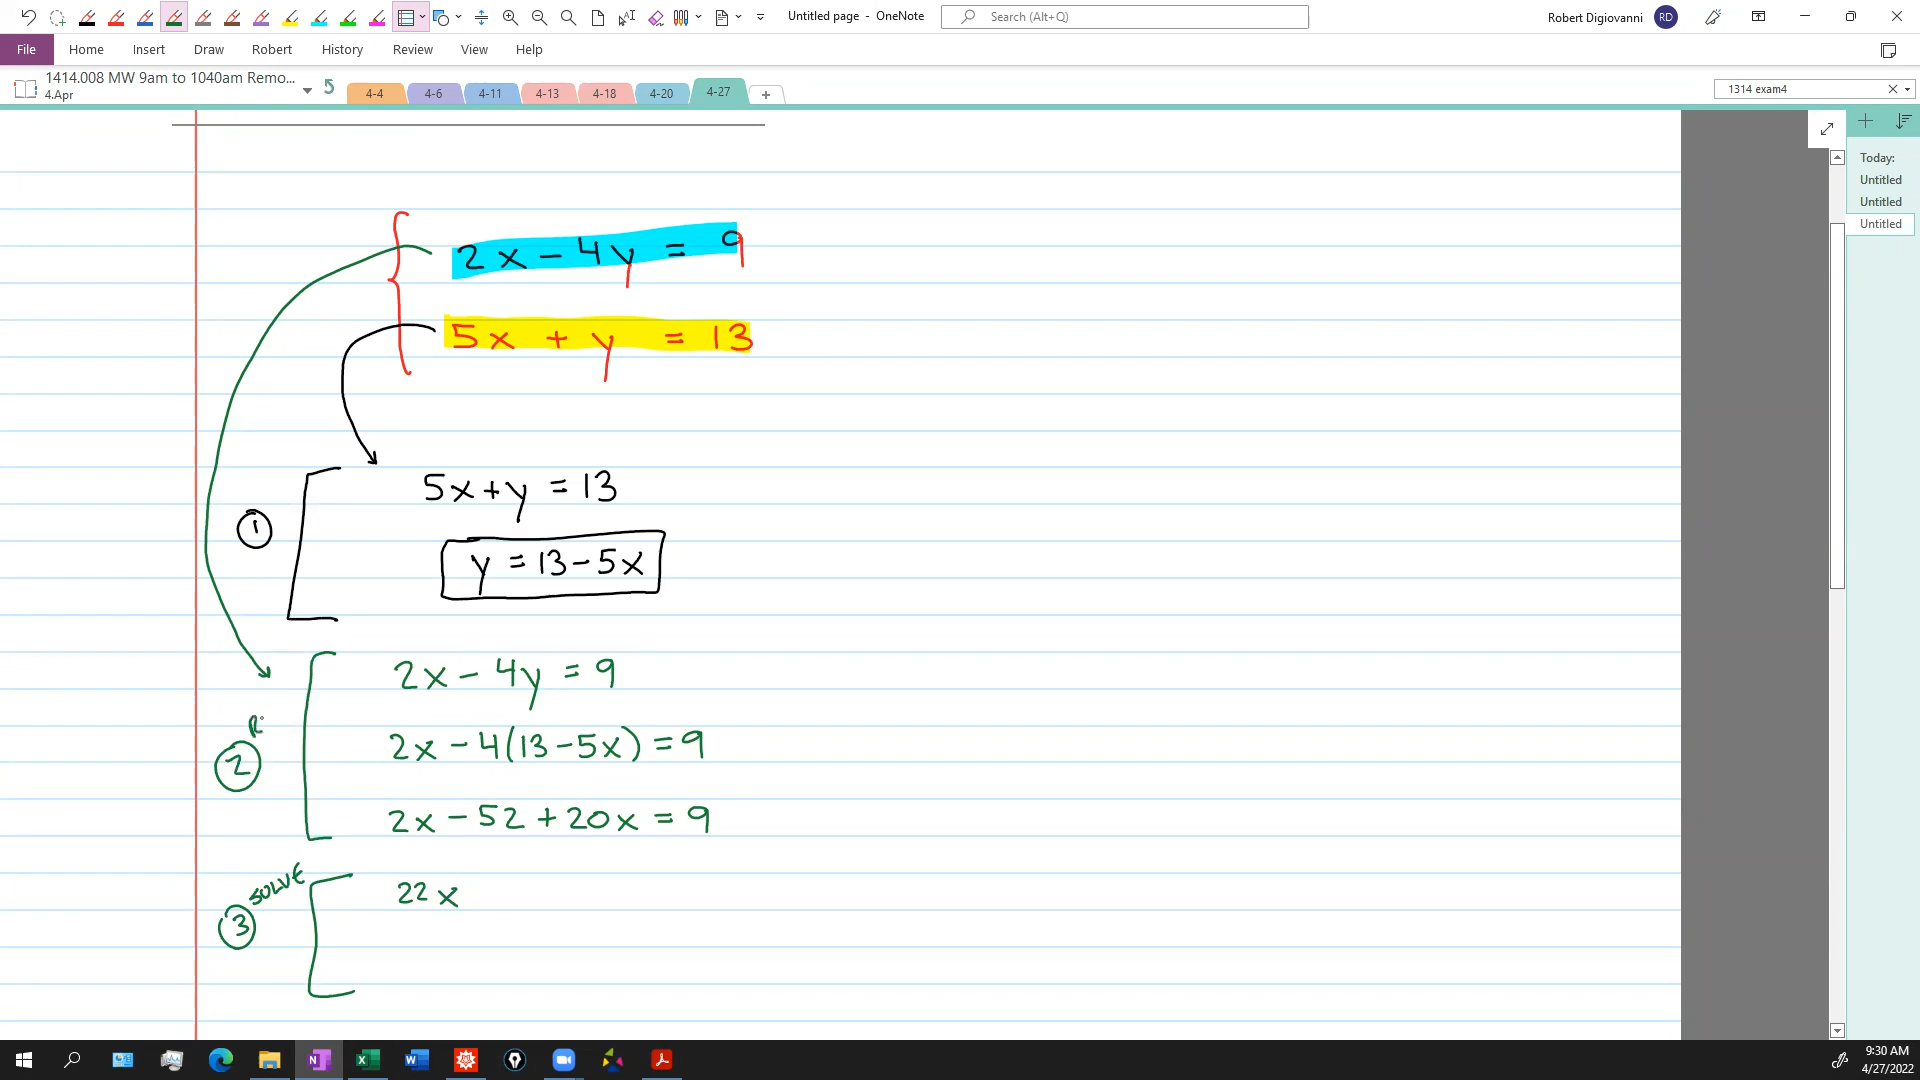 Untitled page - OneNote
Search (Alt+Q)
Robert Digiovanni
RD
File
Home
Insert
Draw
Robert
History
Review
View
Help
1414.008 MW 9am to 1040am Remo...
4.Apr
4-4
4-6
4-11
4-13
4-18
4-20
4-27
1314 exam4
Today:
Untitled
Untitled
Untitled
2x - 4y = 9
5x + y = 13
1
5x + y = 13
y = 13 - 5x
2x - 4y = 9
R
2
2x - 4(13 - 5x) = 9
2x - 52 + 20x = 9
SOLVE
3
22x
9:30 AM
4/27/2022